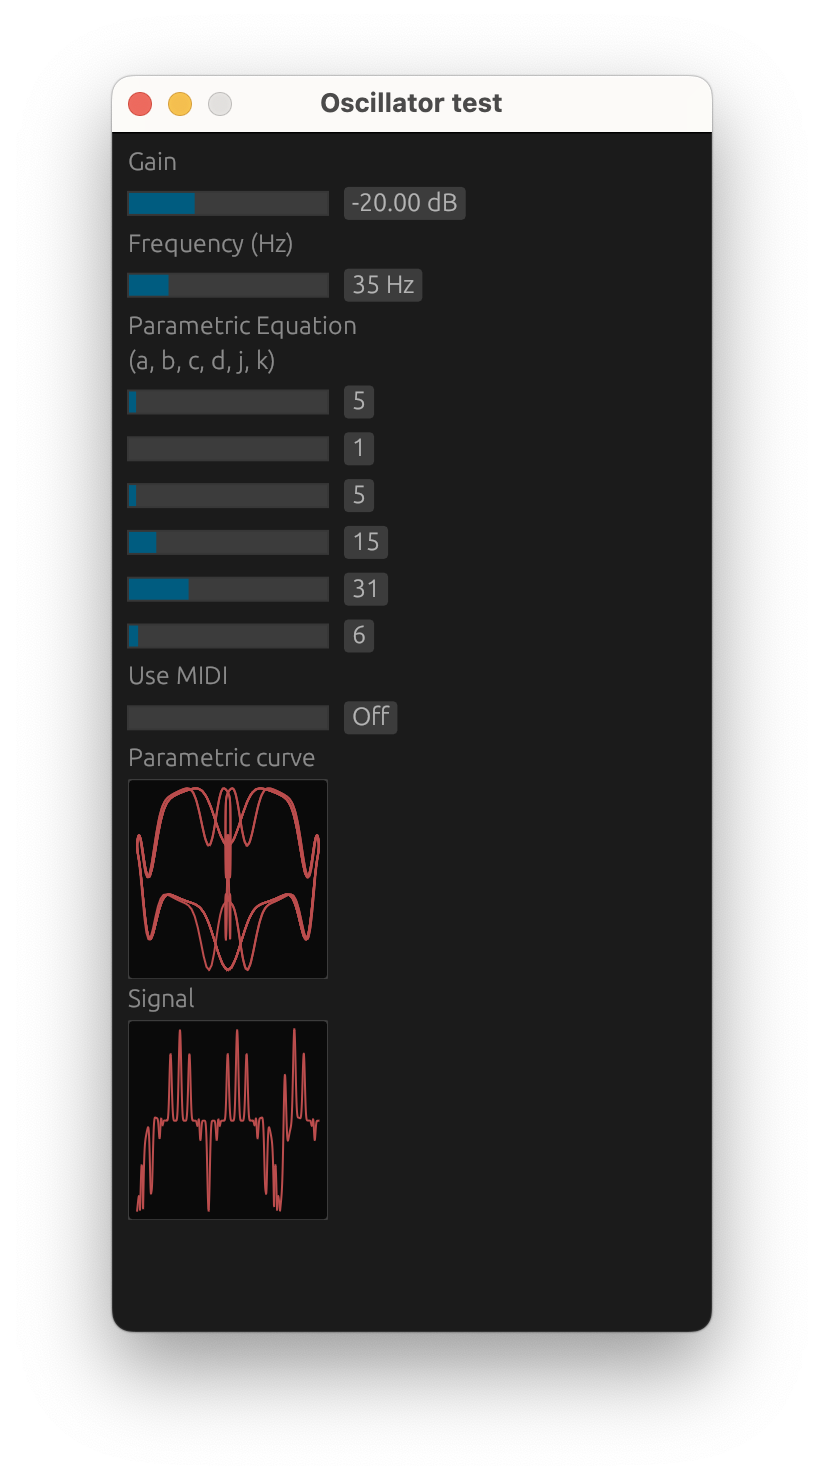 Oscillator test
Gain
-20.00 dB
Frequency (Hz)
35 Hz
Parametric Equation
(a, b, c, d, j, k)
5
1
5
15
31
6
Use MIDI
Off
Parametric curve
Signal